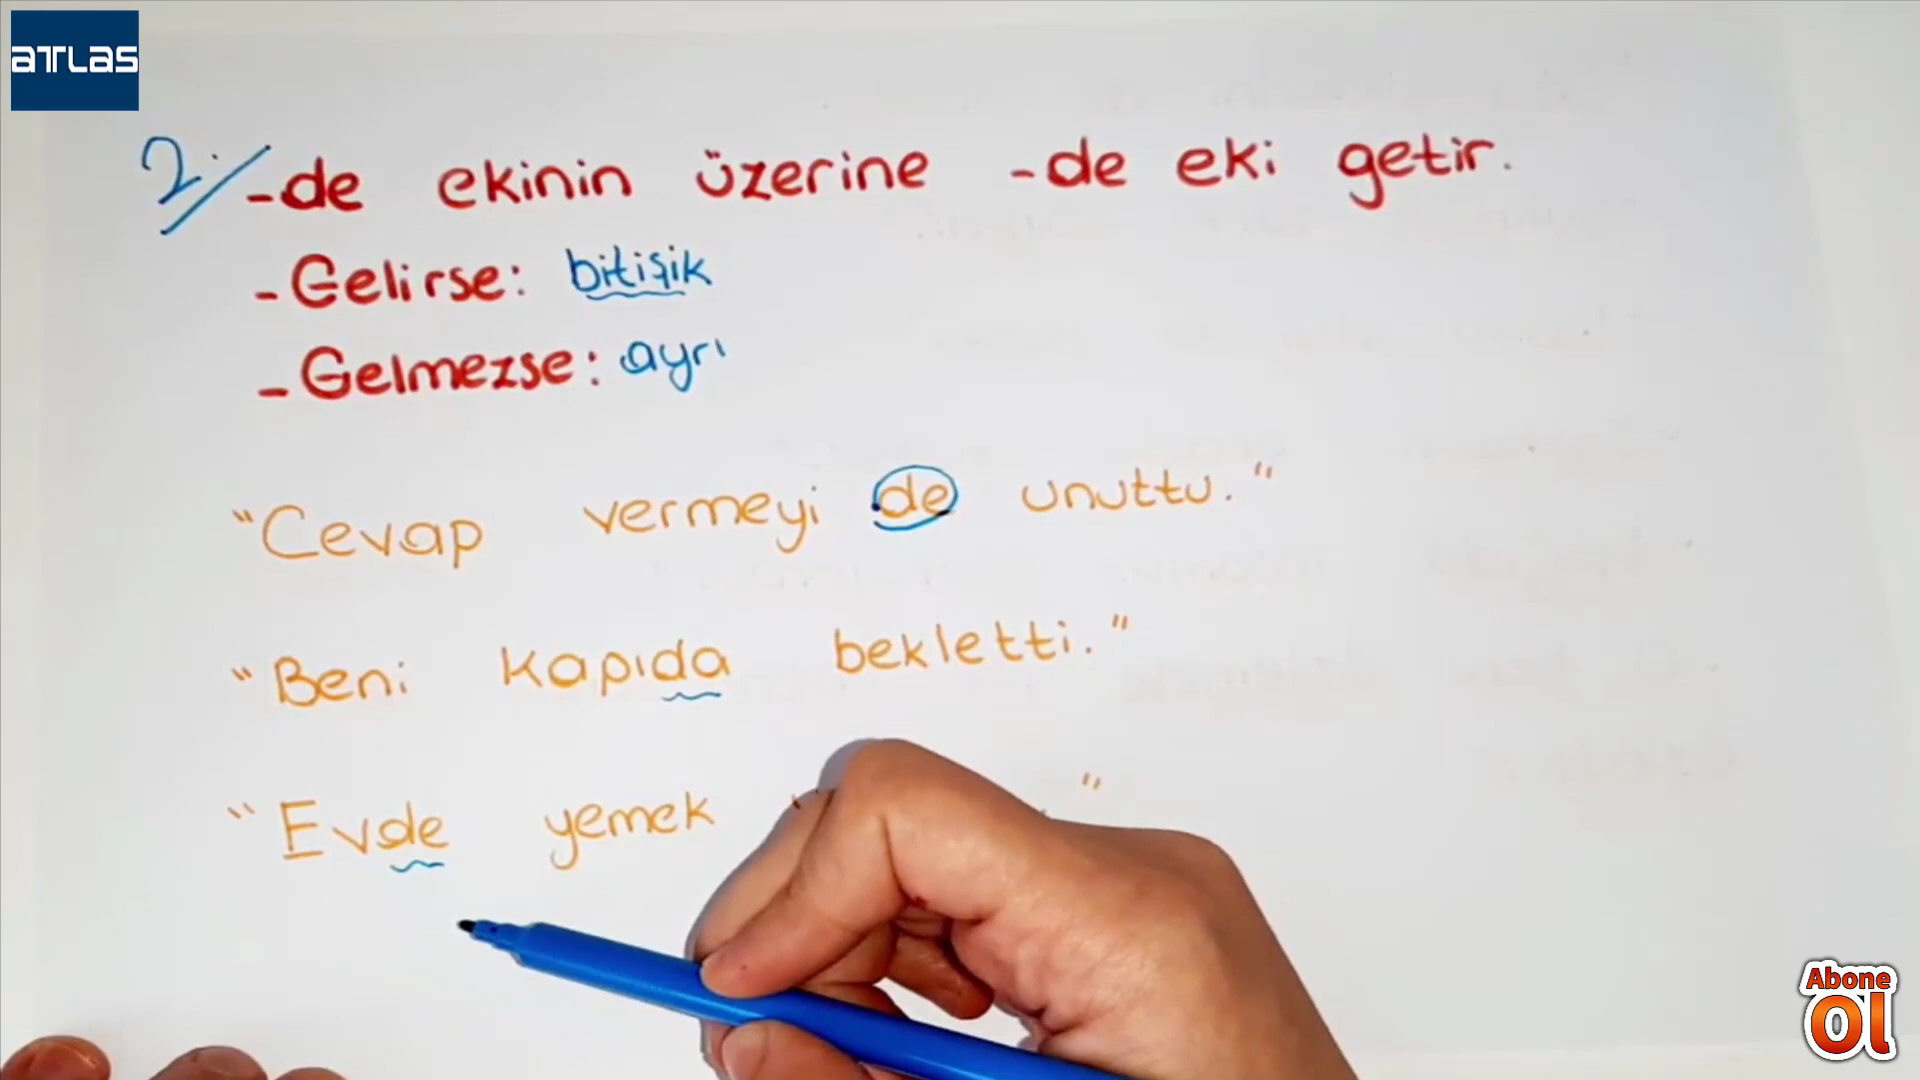 ATLAS
2/ -de ekinin üzerine -de eki getir.
- Gelirse: bitişik
- Gelmezse: ayrı
"Cevap vermeyi de unuttu."
"Beni kapıda bekletti."
"Evde yemek "
Abone
Ol